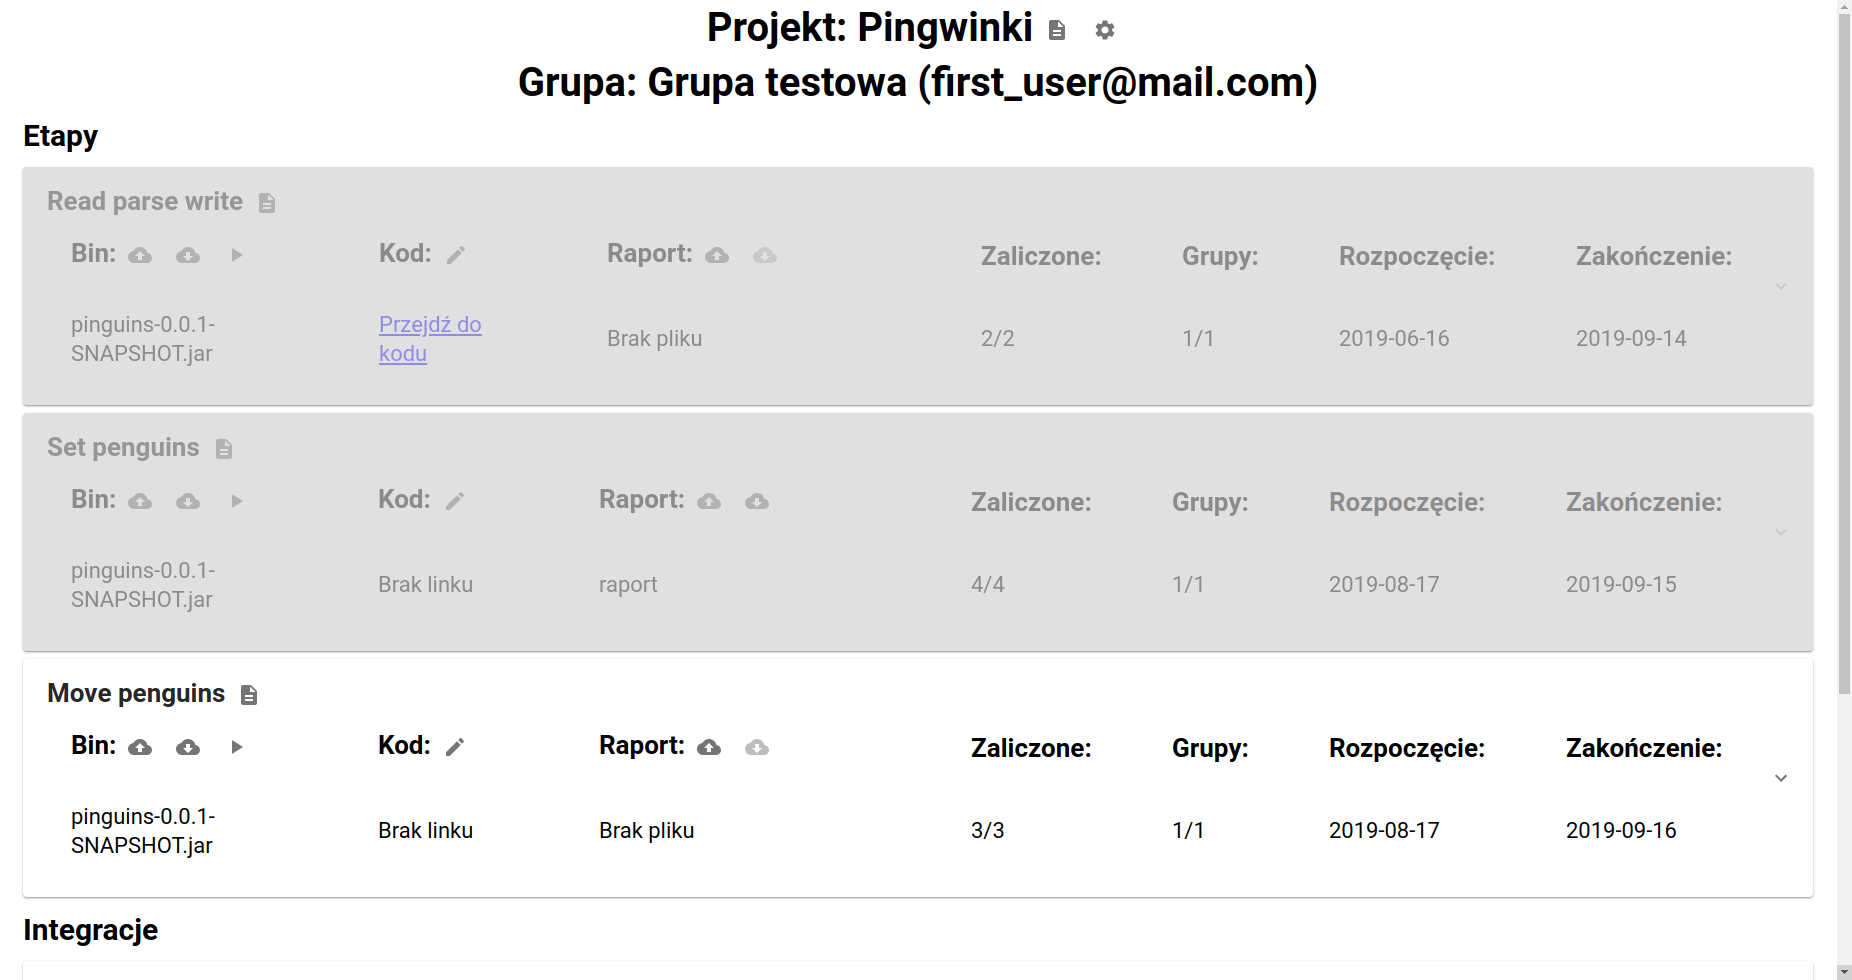 Projekt: Pingwinki
Grupa: Grupa testowa (first_user@mail.com)
Etapy
Read parse write
Bin: Kod: Raport: Zaliczone: Grupy: Rozpoczęcie: Zakończenie:
pinguins-0.0.1-
SNAPSHOT.jar
Przejdź do
kodu
Brak pliku 2/2 1/1 2019-06-16 2019-09-14
Set penguins
Bin: Kod: Raport: Zaliczone: Grupy: Rozpoczęcie: Zakończenie:
pinguins-0.0.1-
SNAPSHOT.jar
Brak linku raport 4/4 1/1 2019-08-17 2019-09-15
Move penguins
Bin: Kod: Raport: Zaliczone: Grupy: Rozpoczęcie: Zakończenie:
pinguins-0.0.1-
SNAPSHOT.jar
Brak linku Brak pliku 3/3 1/1 2019-08-17 2019-09-16
Integracje